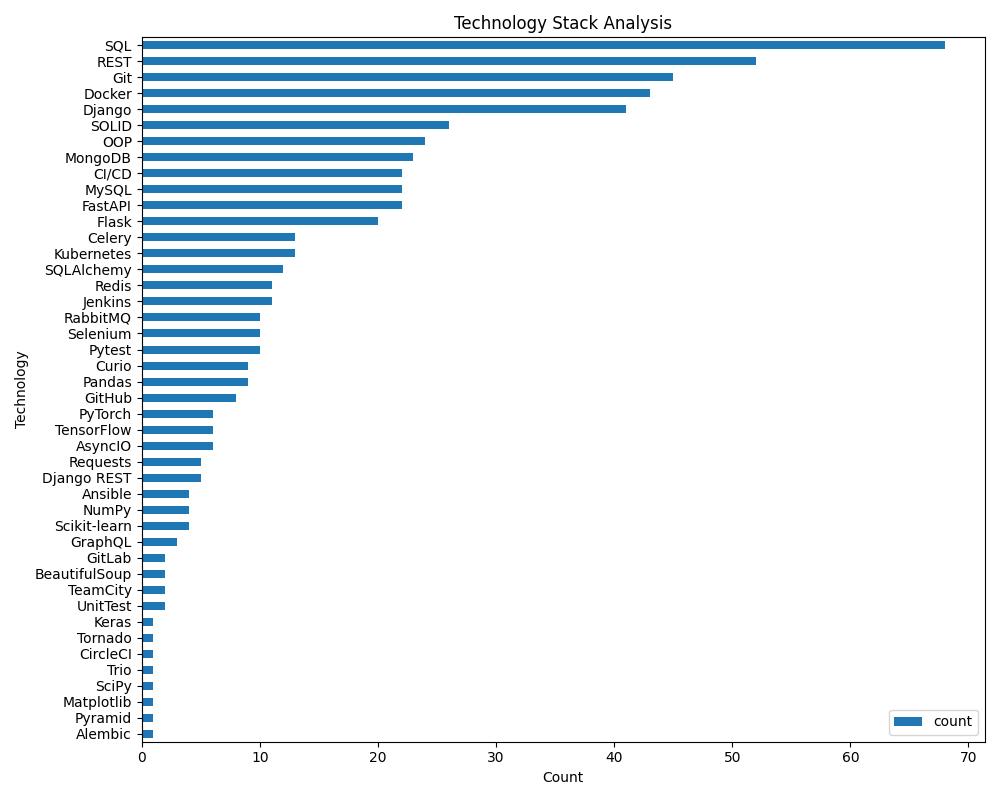 Technology Stack Analysis
SQL
REST
Git
Docker
Django
SOLID
OOP
MongoDB
CI/CD
MySQL
FastAPI
Flask
Celery
Kubernetes
SQLAlchemy
Redis
Jenkins
RabbitMQ
Selenium
Pytest
Curio
Pandas
GitHub
PyTorch
TensorFlow
AsyncIO
Requests
Django REST
Ansible
NumPy
Scikit-learn
GraphQL
GitLab
BeautifulSoup
TeamCity
UnitTest
Keras
Tornado
CircleCI
Trio
SciPy
Matplotlib
Pyramid
Alembic
Technology
count
0 10 20 30 40 50 60 70
Count